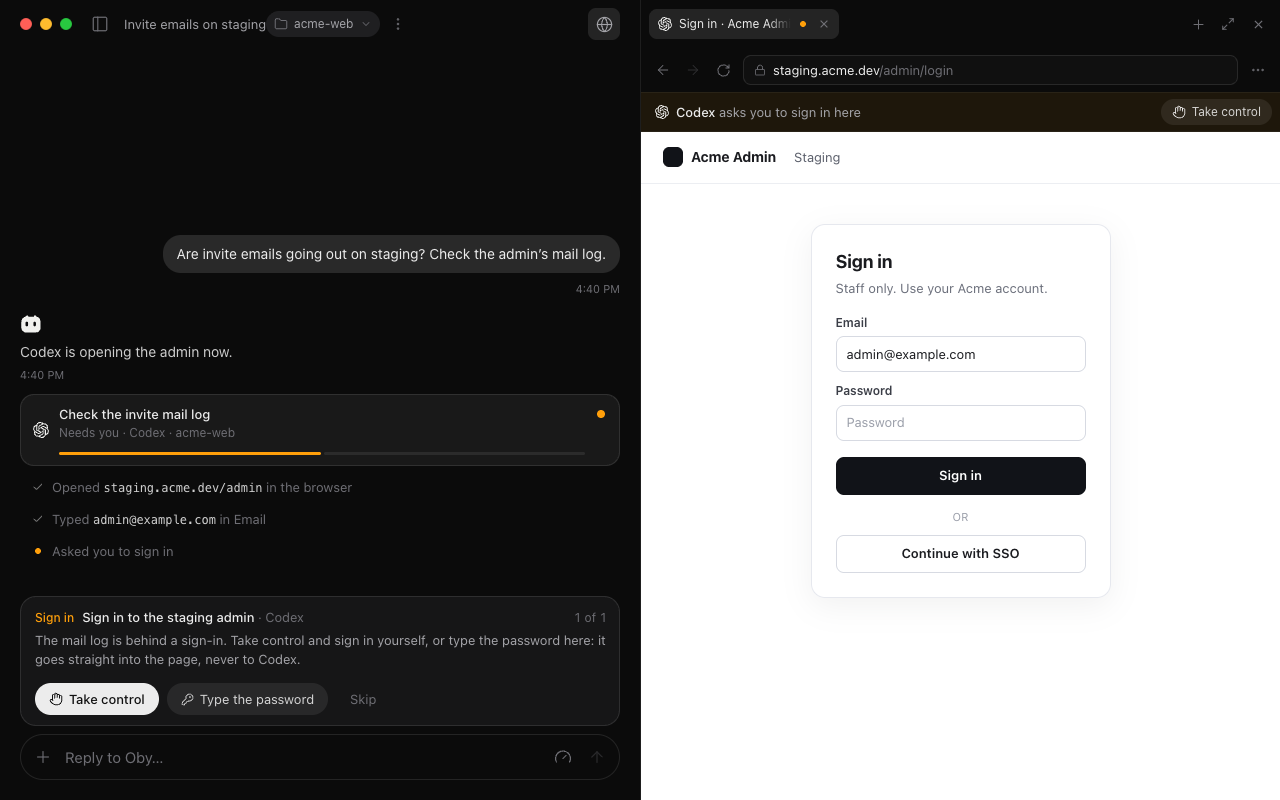 Invite emails on staging
acme-web
Are invite emails going out on staging? Check the admin’s mail log.
4:40 PM
Codex is opening the admin now.
4:40 PM
Check the invite mail log
Needs you · Codex · acme-web
Opened staging.acme.dev/admin in the browser
Typed admin@example.com in Email
Asked you to sign in
Sign in Sign in to the staging admin · Codex
1 of 1
The mail log is behind a sign-in. Take control and sign in yourself, or type the password here: it
goes straight into the page, never to Codex.
Take control
Type the password
Skip
Reply to Oby…
Sign in · Acme Adm
staging.acme.dev/admin/login
Codex asks you to sign in here
Take control
Acme Admin
Staging
Sign in
Staff only. Use your Acme account.
Email
admin@example.com
Password
Password
Sign in
OR
Continue with SSO